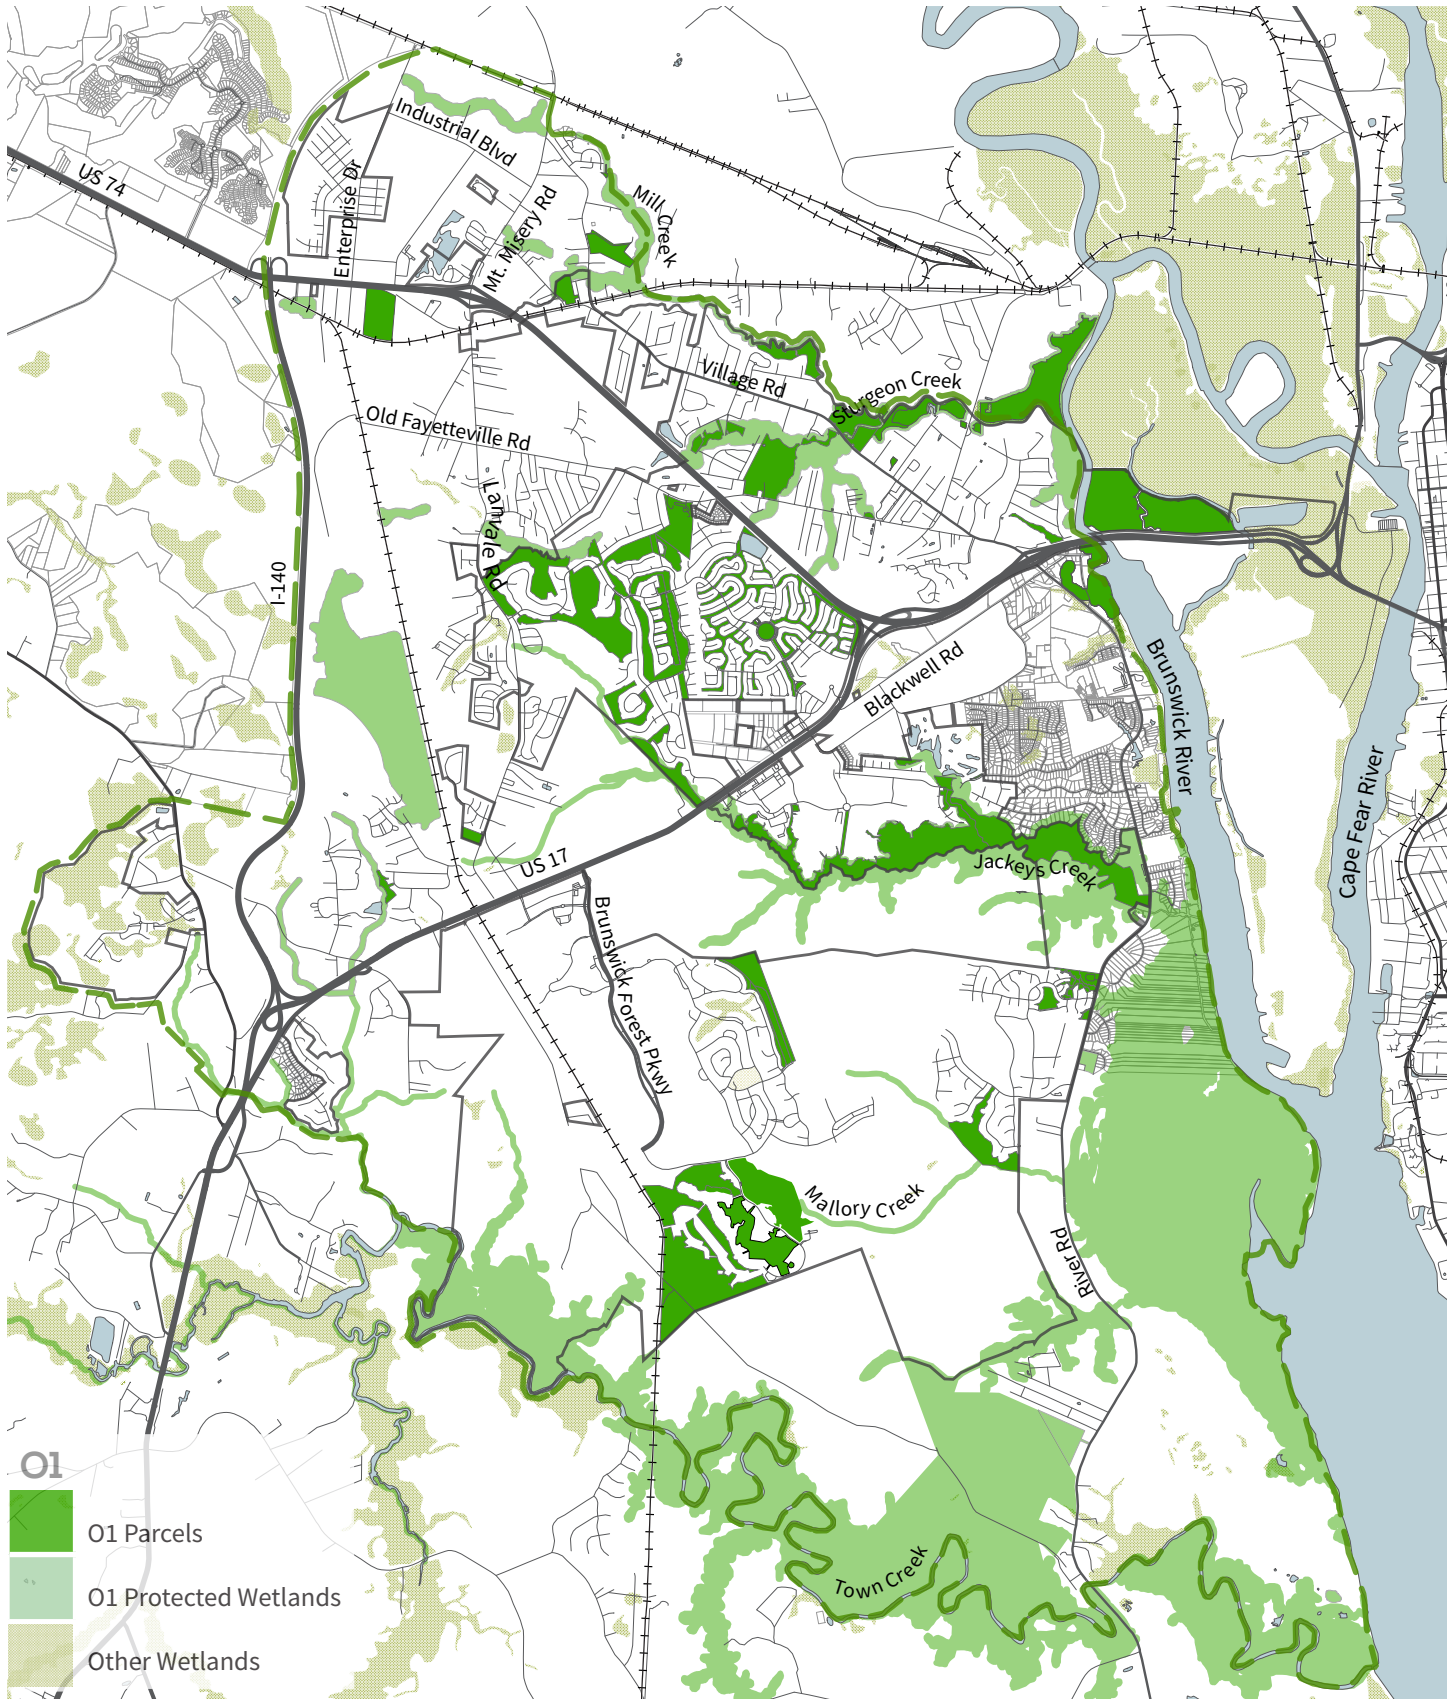 Industrial Blvd
US 74
Enterprise Dr
Mt. Misery Rd
Mill Creek
Village Rd
Sturgeon Creek
Old Fayetteville Rd
Lanvale Rd
I-140
Blackwell Rd
Brunswick River
Cape Fear River
US 17
Jackeys Creek
Brunswick Forest Pkwy
Mallory Creek
River Rd
Town Creek
O1
O1 Parcels
O1 Protected Wetlands
Other Wetlands